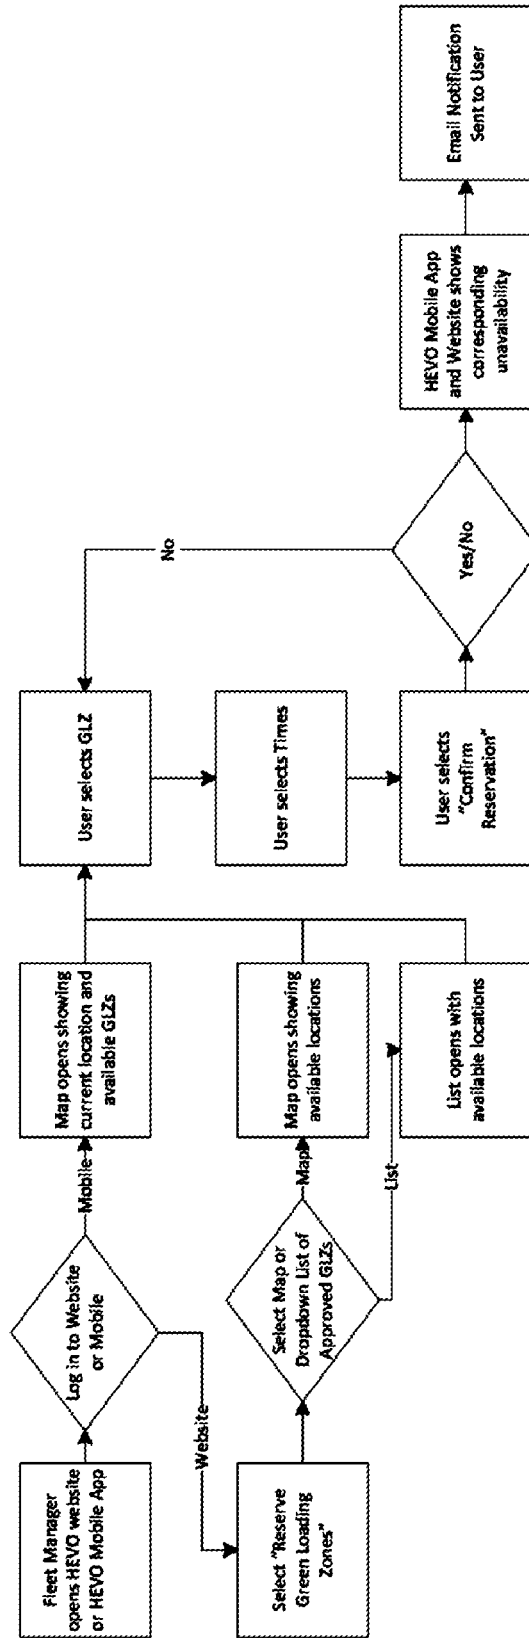 Fleet Manager
opens HEVO website
or HEVO Mobile App
Log in to Website
or Mobile
Mobile
Map opens showing
current location and
available GLZs
Website
Select "Reserve
Green Loading
Zones"
Select Map or
Dropdown List of
Approved GLZs
Map
Map opens showing
available locations
List
List opens with
available locations
User selects GLZ
User selects Times
User selects
"Confirm
Reservation"
Yes/No
No
HEVO Mobile App
and Website shows
corresponding
unavailability
Email Notification
Sent to User